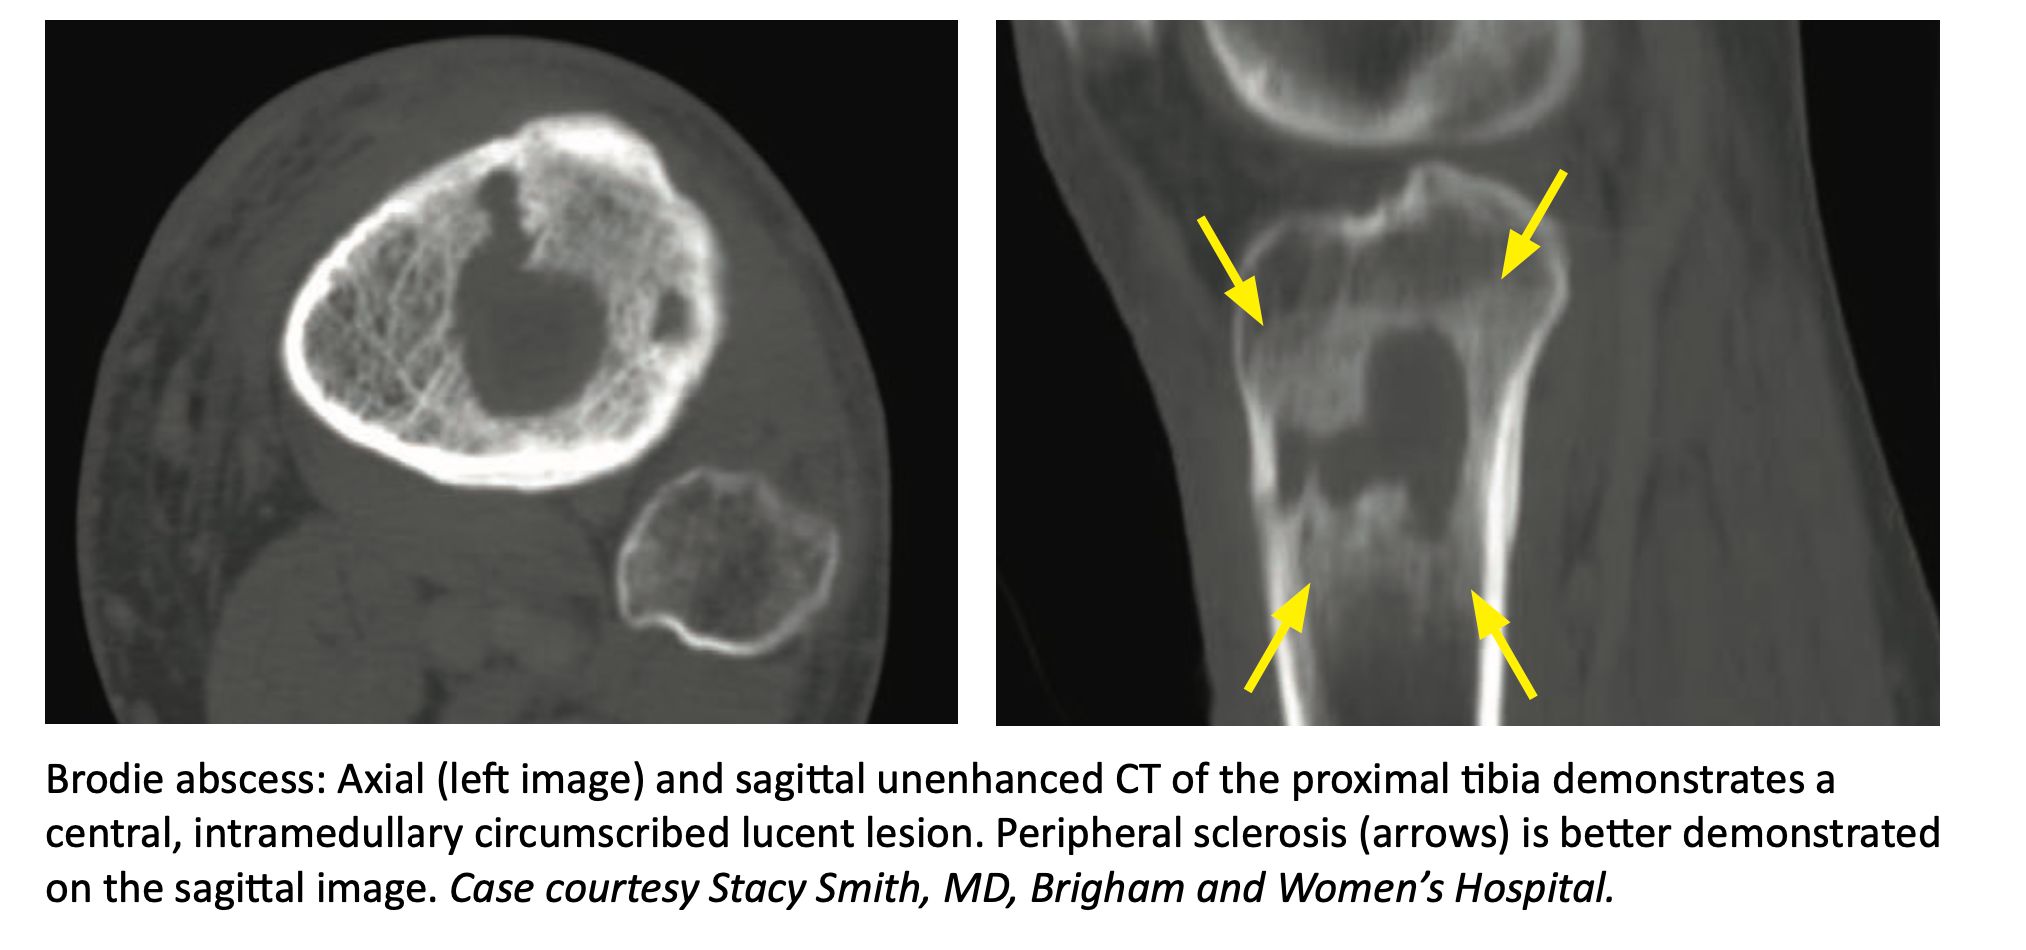 Brodie abscess: Axial (left image) and sagittal unenhanced CT of the proximal tibia demonstrates a
central, intramedullary circumscribed lucent lesion. Peripheral sclerosis (arrows) is better demonstrated
on the sagittal image. Case courtesy Stacy Smith, MD, Brigham and Women’s Hospital.